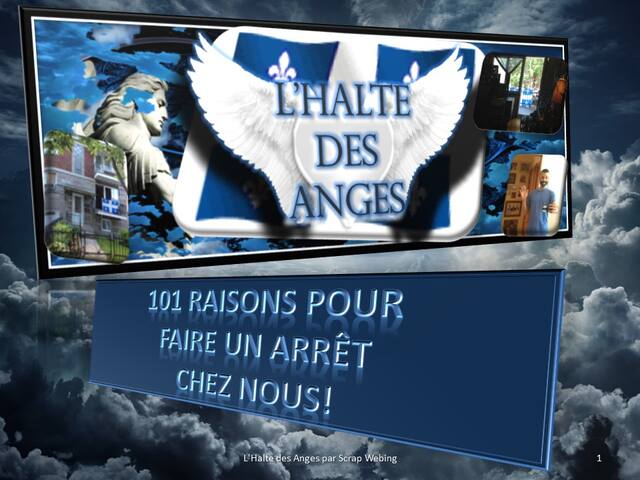 L'HALTE
DES
ANGES
101 RAISONS POUR
FAIRE UN ARRÊT
CHEZ NOUS!
L'Halte des Anges par Scrap Webing
1